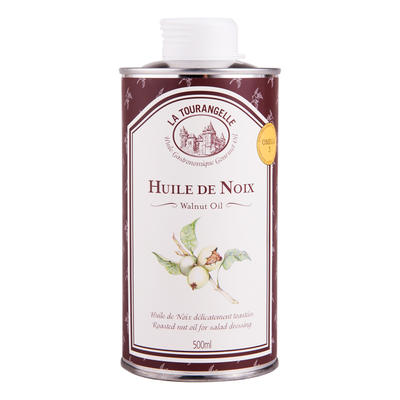 LA TOURANGELLE
Huile Gastronomique Gourmet Oil
OMEGA
3
HUILE DE NOIX
Walnut Oil
Huile de Noix délicatement toastées
Roasted nut oil for salad dressing
500ml